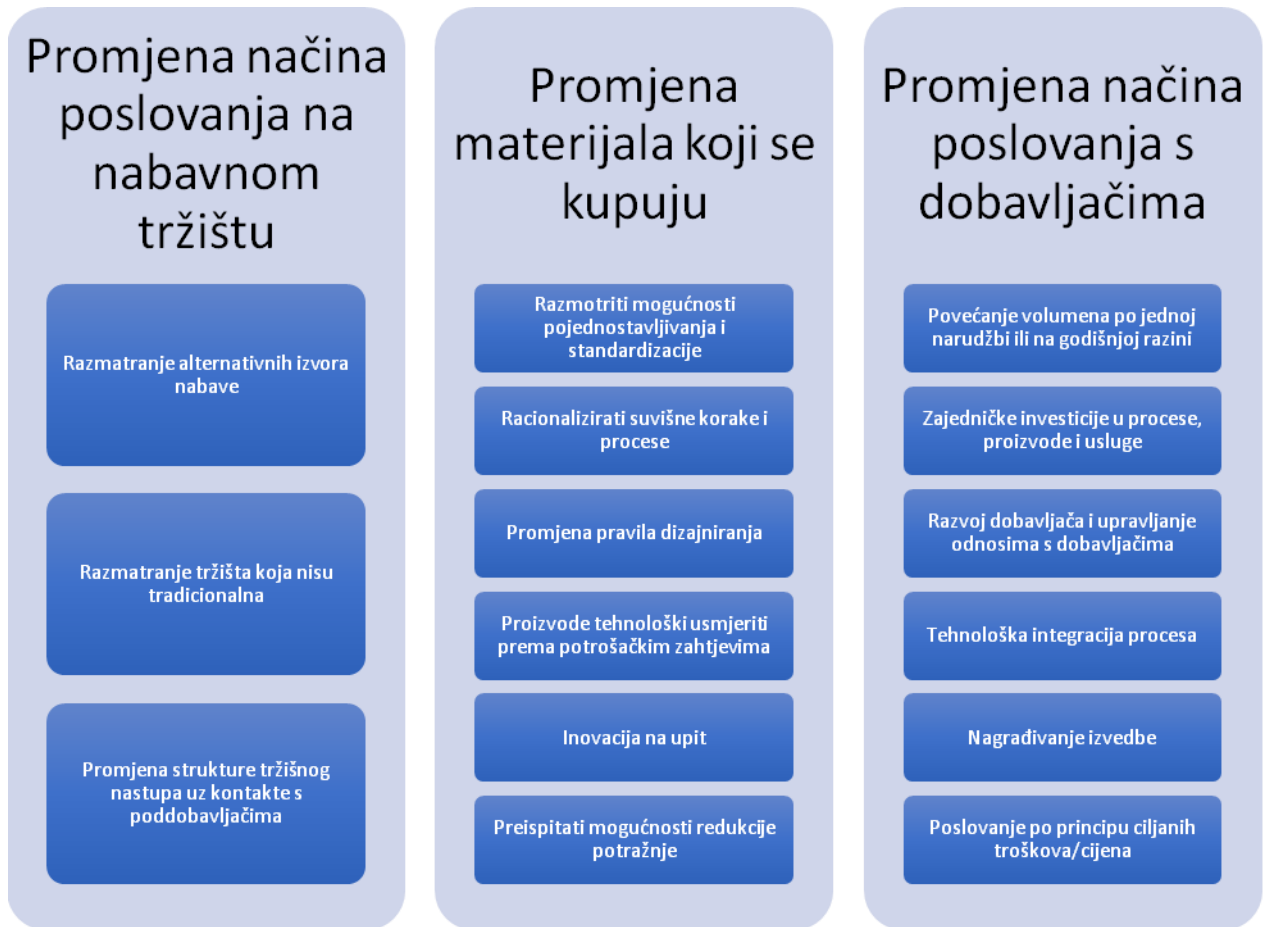 Promjena načina
poslovanja na
nabavnom
tržištu
Razmatranje alternativnih izvora
nabave
Razmatranje tržišta koja nisu
tradicionalna
Promjena strukture tržišnog
nastupa uz kontakte s
poddobavljačima
Promjena
materijala koji se
kupuju
Razmotriti mogućnosti
pojednostavljivanja i
standardizacije
Racionalizirati suvišne korake i
procese
Promjena pravila dizajniranja
Proizvode tehnološki usmjeriti
prema potrošačkim zahtjevima
Inovacija na upit
Preispitati mogućnosti redukcije
potražnje
Promjena načina
poslovanja s
dobavljačima
Povećanje volumena po jednoj
narudžbi ili na godišnjoj razini
Zajedničke investicije u procese,
proizvode i usluge
Razvoj dobavljača i upravljanje
odnosima s dobavljačima
Tehnološka integracija procesa
Nagrađivanje izvedbe
Poslovanje po principu ciljanih
troškova/cijena